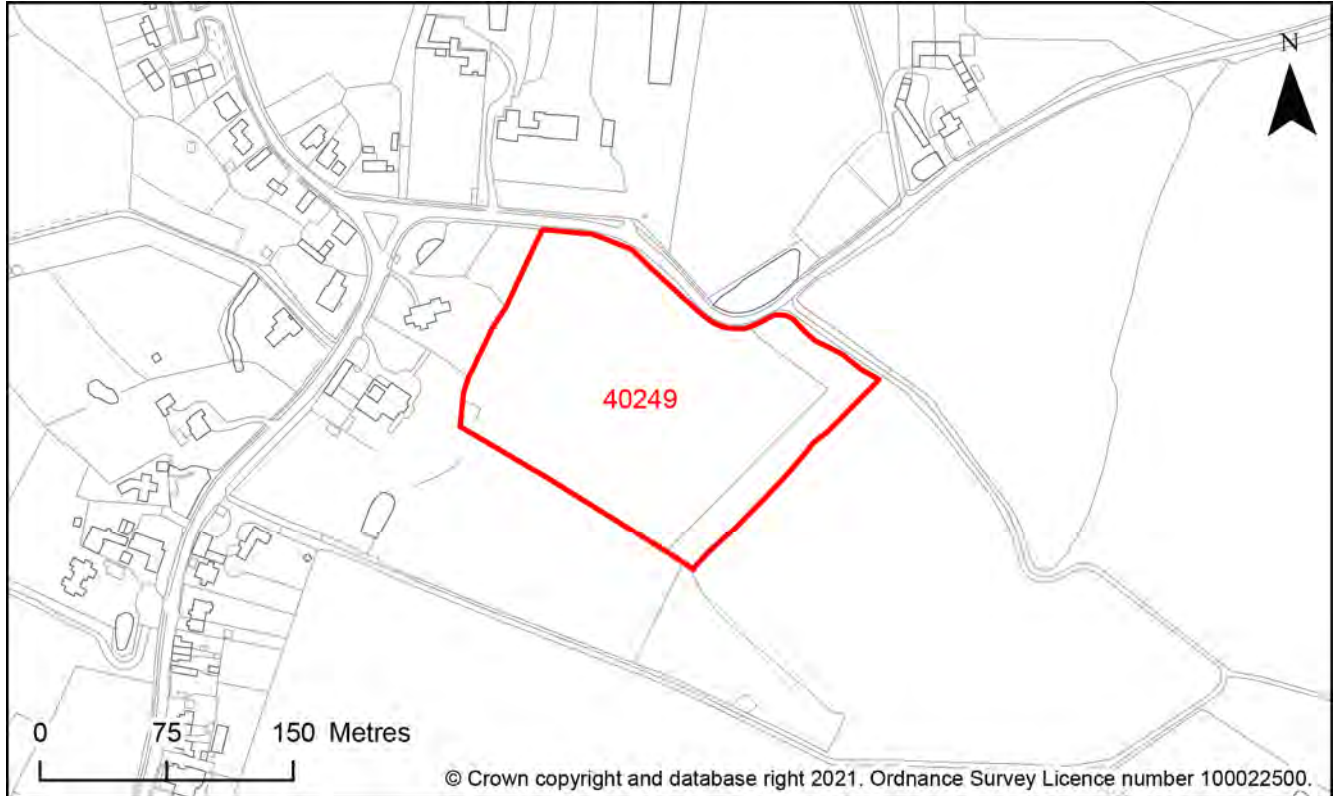 N
40249
0 75 150 Metres
© Crown copyright and database right 2021. Ordnance Survey Licence number 100022500.